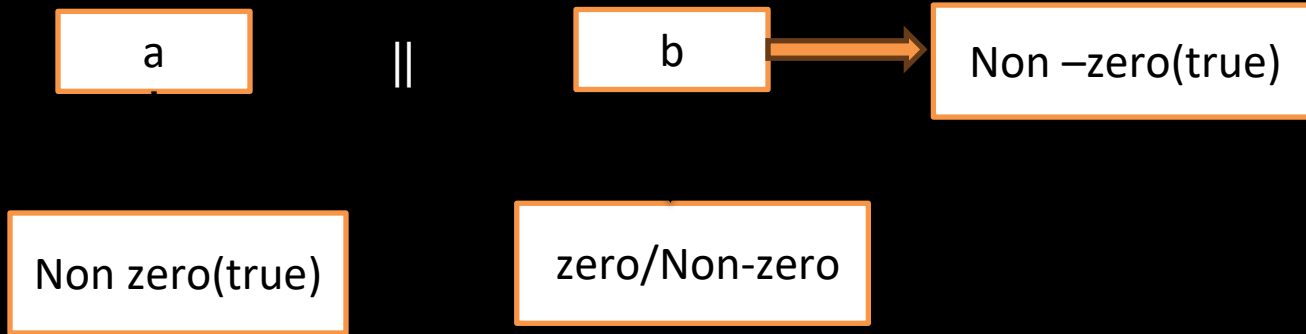 a || b Non –zero(true)
Non zero(true) zero/Non-zero